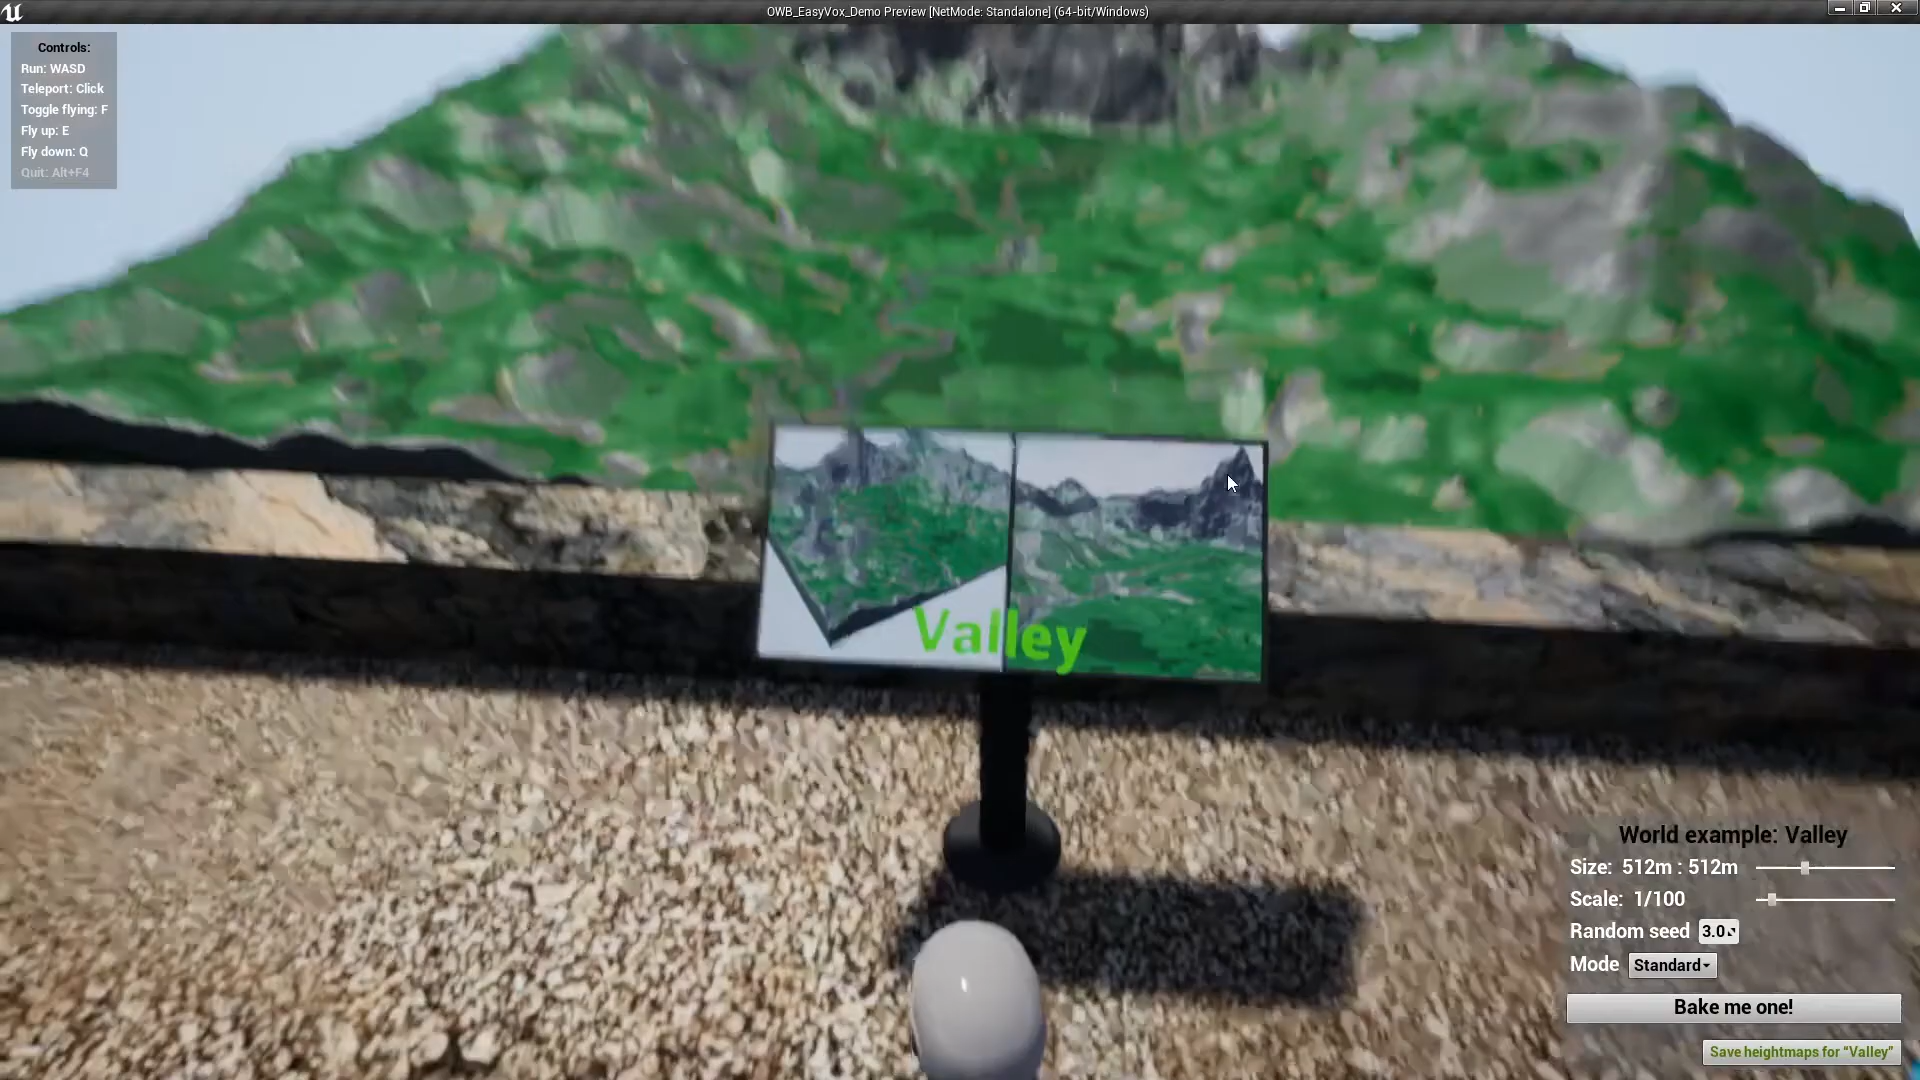 OWB_EasyVox_Demo Preview [NetMode: Standalone] (64-bit/Windows)
Controls:
Run: WASD
Teleport: Click
Toggle flying: F
Fly up: E
Fly down: Q
Quit: Alt+F4
Valley
World example: Valley
Size: 512m : 512m
Scale: 1/100
Random seed 3.0
Mode Standard
Bake me one!
Save heightmaps for "Valley"